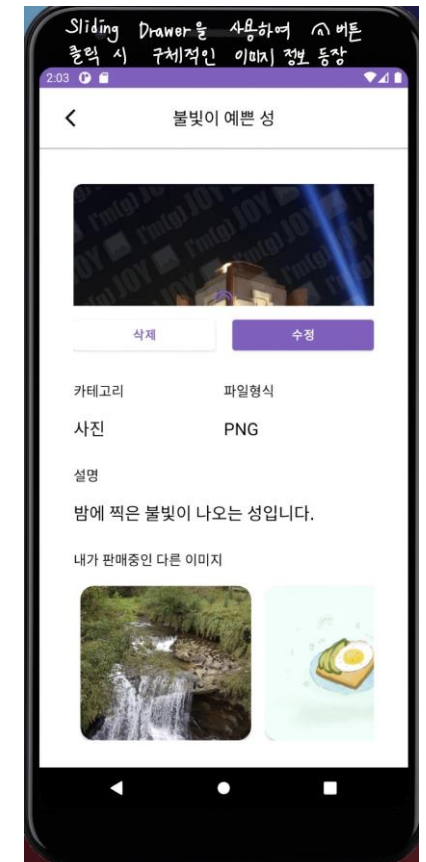 Sliding Drawer을 사용하여 ᗣ 버튼
클릭 시 구체적인 이미지 정보 등장
2:03
불빛이 예쁜 성
I'm(g) JOY
I'm(g) JOY
삭제 수정
카테고리 파일형식
사진 PNG
설명
밤에 찍은 불빛이 나오는 성입니다.
내가 판매중인 다른 이미지